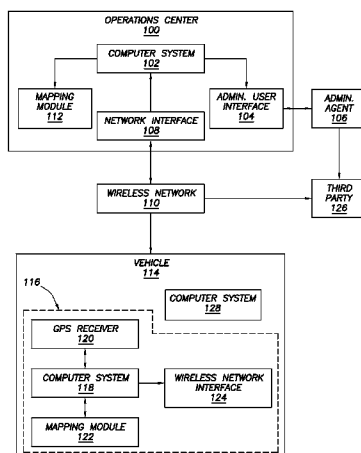 OPERATIONS CENTER
100
COMPUTER SYSTEM
102
MAPPING MODULE
112
ADMIN. USER INTERFACE
104
ADMIN. AGENT
106
NETWORK INTERFACE
108
WIRELESS NETWORK
110
THIRD PARTY
126
VEHICLE
114
116
COMPUTER SYSTEM
128
GPS RECEIVER
120
COMPUTER SYSTEM
118
WIRELESS NETWORK
INTERFACE
124
MAPPING MODULE
122